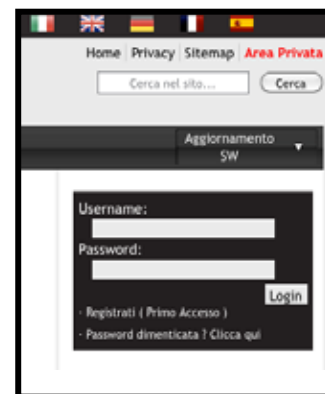 Home Privacy Sitemap Area Privata
Cerca nel sito... Cerca
Aggiornamento
SW
Username:
Password:
Login
- Registrati ( Primo Accesso )
- Password dimenticata ? Clicca qui